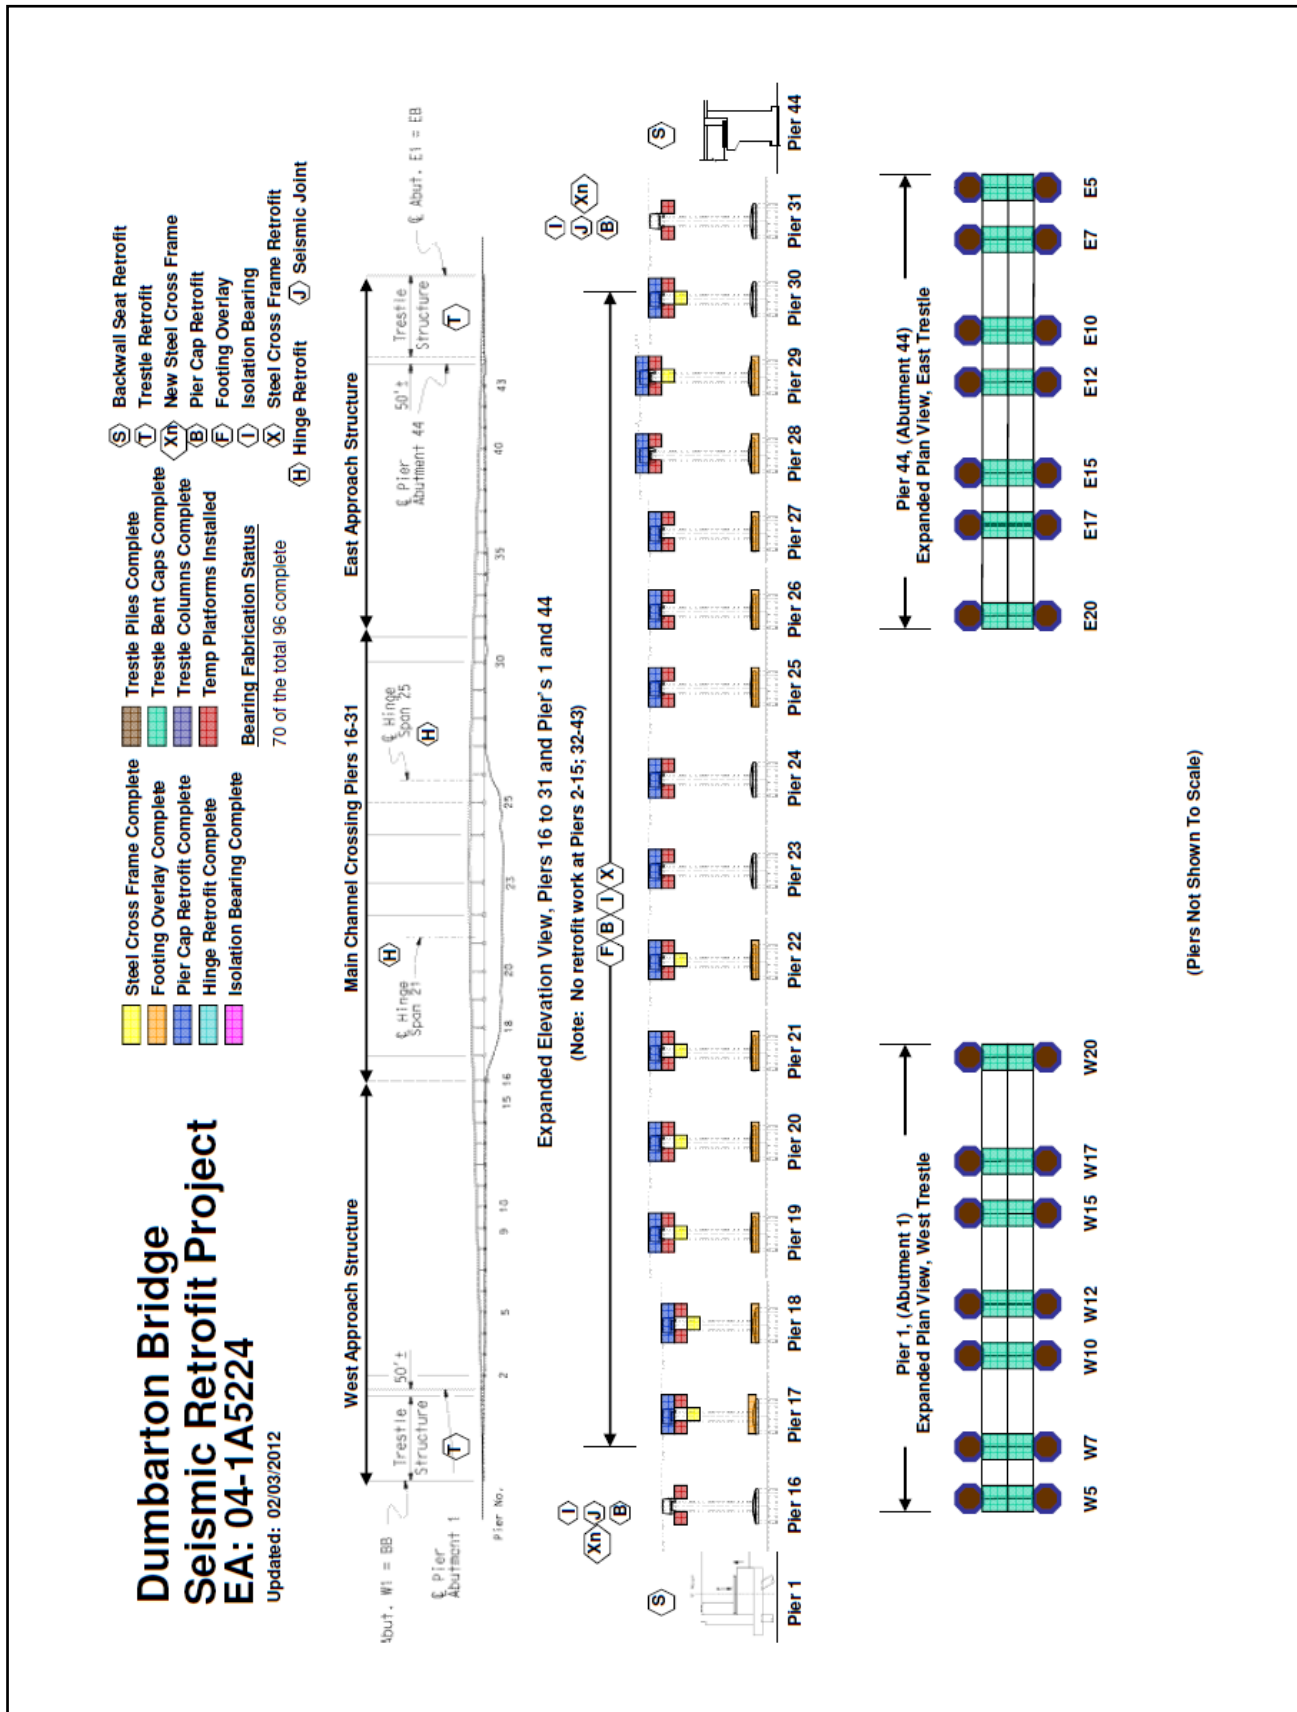 Dumbarton Bridge
Seismic Retrofit Project
EA: 04-1A5224
Updated: 02/03/2012
Steel Cross Frame Complete
Footing Overlay Complete
Pier Cap Retrofit Complete
Hinge Retrofit Complete
Isolation Bearing Complete
Trestle Piles Complete
Trestle Bent Caps Complete
Trestle Columns Complete
Temp Platforms Installed
Bearing Fabrication Status
70 of the total 96 complete
S Backwall Seat Retrofit
T Trestle Retrofit
Xn New Steel Cross Frame
B Pier Cap Retrofit
F Footing Overlay
I Isolation Bearing
X Steel Cross Frame Retrofit
H Hinge Retrofit
J Seismic Joint
West Approach Structure
Main Channel Crossing Piers 16-31
East Approach Structure
Abut. W1 = BB
Trestle
Structure
50'±
T
℄ Pier
Abutment 1
℄ Hinge
Span 21
H
℄ Hinge
Span 25
H
50'±
℄ Pier
Abutment 44
Trestle
Structure
T
℄ Abut. E1 = EB
Pier No.
2 5 9 10 15 16 18 20 23 25 30 35 40 43
Expanded Elevation View, Piers 16 to 31 and Pier's 1 and 44
(Note: No retrofit work at Piers 2-15; 32-43)
S
I
J
Xn
B
F B I X
I
J
Xn
B
S
Pier 1 Pier 16 Pier 17 Pier 18 Pier 19 Pier 20 Pier 21 Pier 22 Pier 23 Pier 24 Pier 25 Pier 26 Pier 27 Pier 28 Pier 29 Pier 30 Pier 31 Pier 44
Pier 1, (Abutment 1)
Expanded Plan View, West Trestle
W5 W7 W10 W12 W15 W17 W20
Pier 44, (Abutment 44)
Expanded Plan View, East Trestle
E20 E17 E15 E12 E10 E7 E5
(Piers Not Shown To Scale)